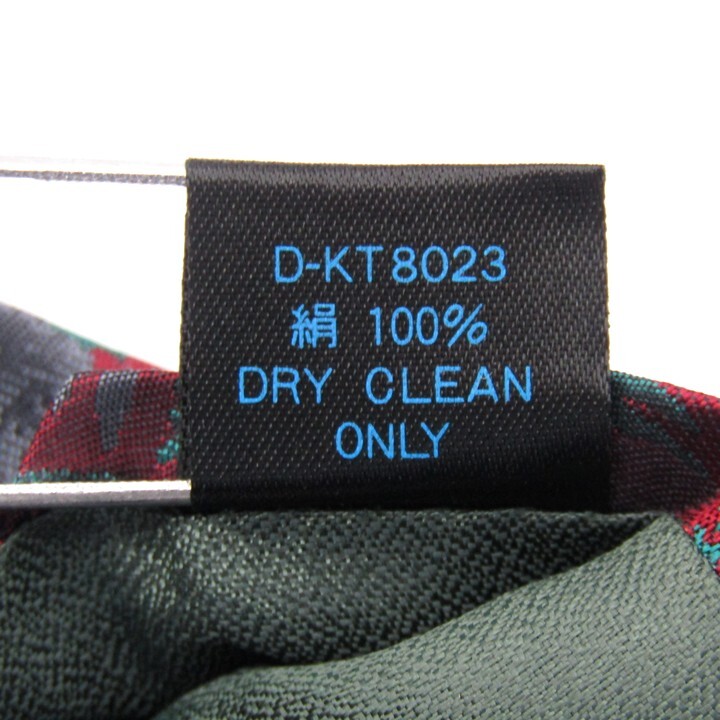 D-KT8023
絹 100%
DRY CLEAN
ONLY